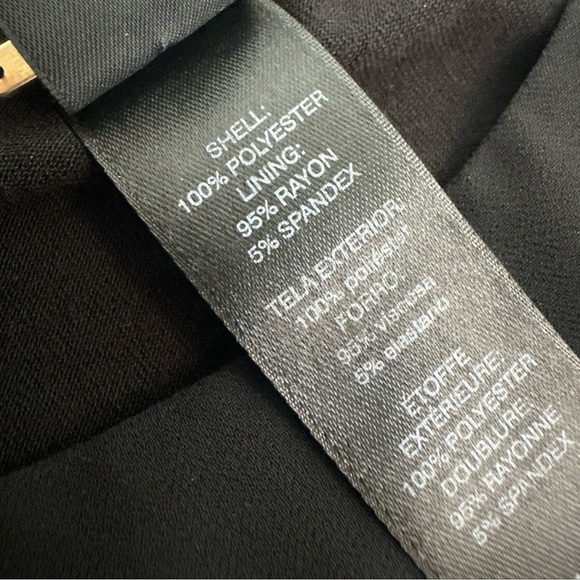 SHELL:
100% POLYESTER
LINING:
95% RAYON
5% SPANDEX
TELA EXTERIOR
100% poliéster
FORRO
95% viscosa
5% elastano
ÉTOFFE
EXTÉRIEURE:
100% POLYESTER
DOUBLURE:
95% RAYONNE
5% SPANDEX